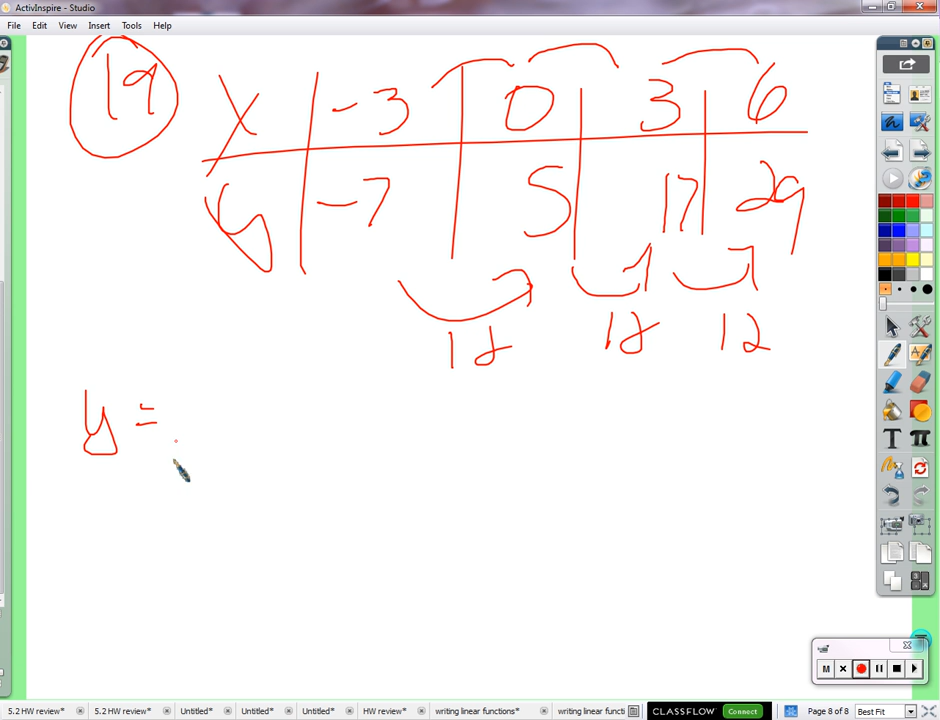 ActivInspire - Studio
File Edit View Insert Tools Help
19
x -3 0 3 6
y -7 5 17 29
12 12 12
y =
M
5.2 HW review* 5.2 HW review* Untitled* Untitled* Untitled* HW review* writing linear functions* writing linear functi CLASSFLOW Connect Page 8 of 8 Best Fit